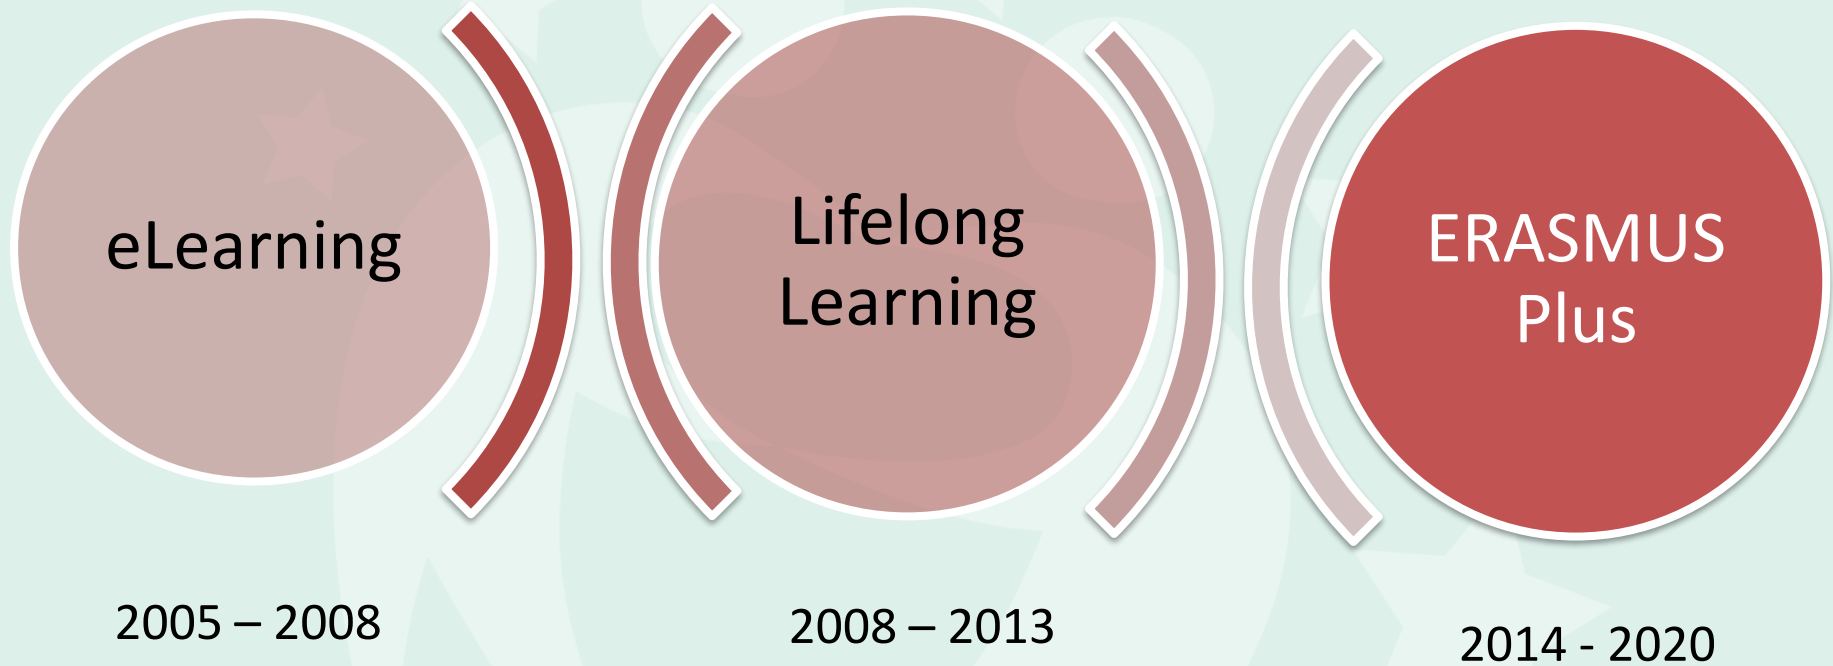 eLearning
Lifelong
Learning
ERASMUS
Plus
2005 – 2008
2008 – 2013
2014 - 2020